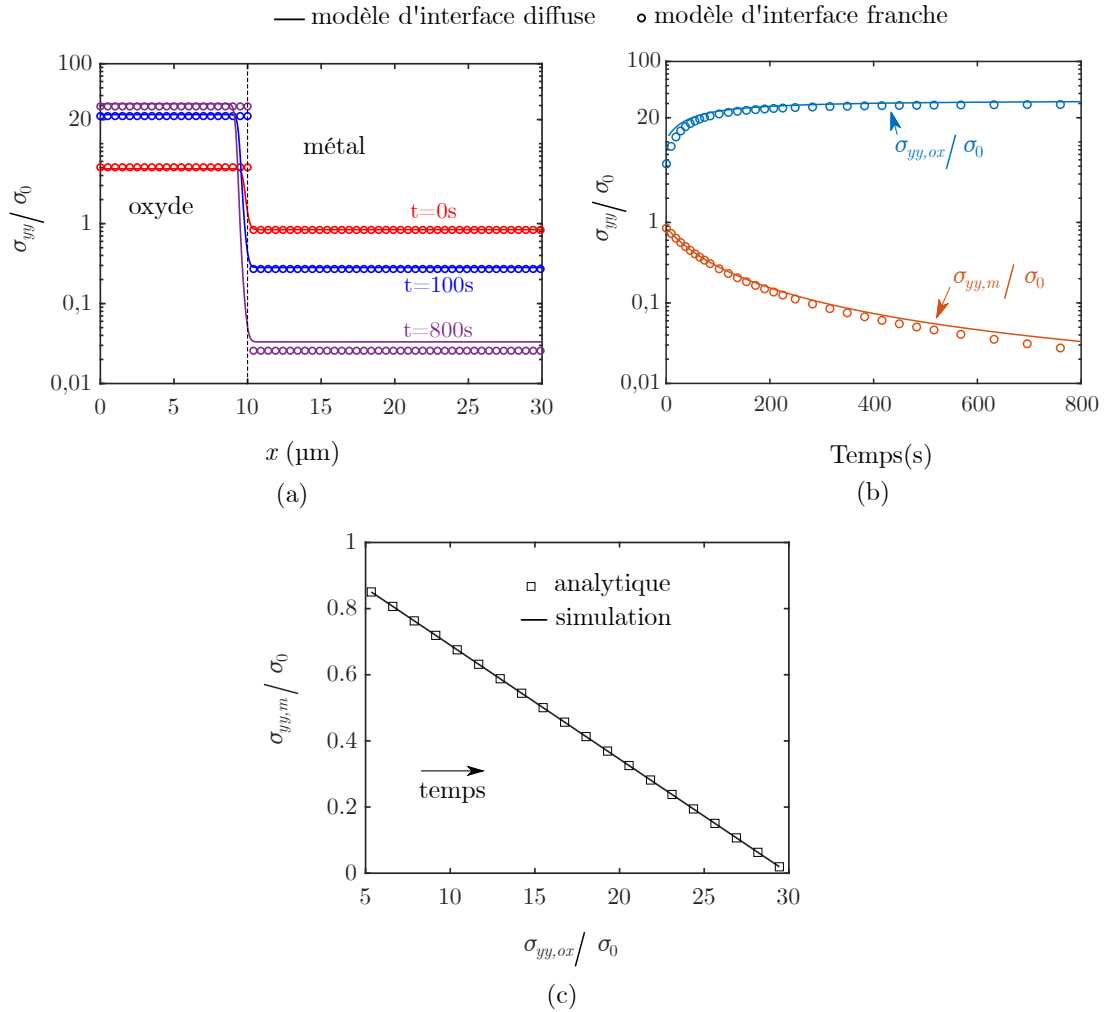 modèle d'interface diffuse
modèle d'interface franche
100
20
1
0,1
0,01
σyy/ σ0
métal
oxyde
t=0s
t=100s
t=800s
0 5 10 15 20 25 30
x (µm)
(a)
100
30
1
0,1
0,01
σyy/ σ0
σyy,ox/ σ0
σyy,m/ σ0
0 200 400 600 800
Temps(s)
(b)
1
0.8
0.6
0.4
0.2
0
σyy,m/ σ0
analytique
simulation
temps
5 10 15 20 25 30
σyy,ox/ σ0
(c)